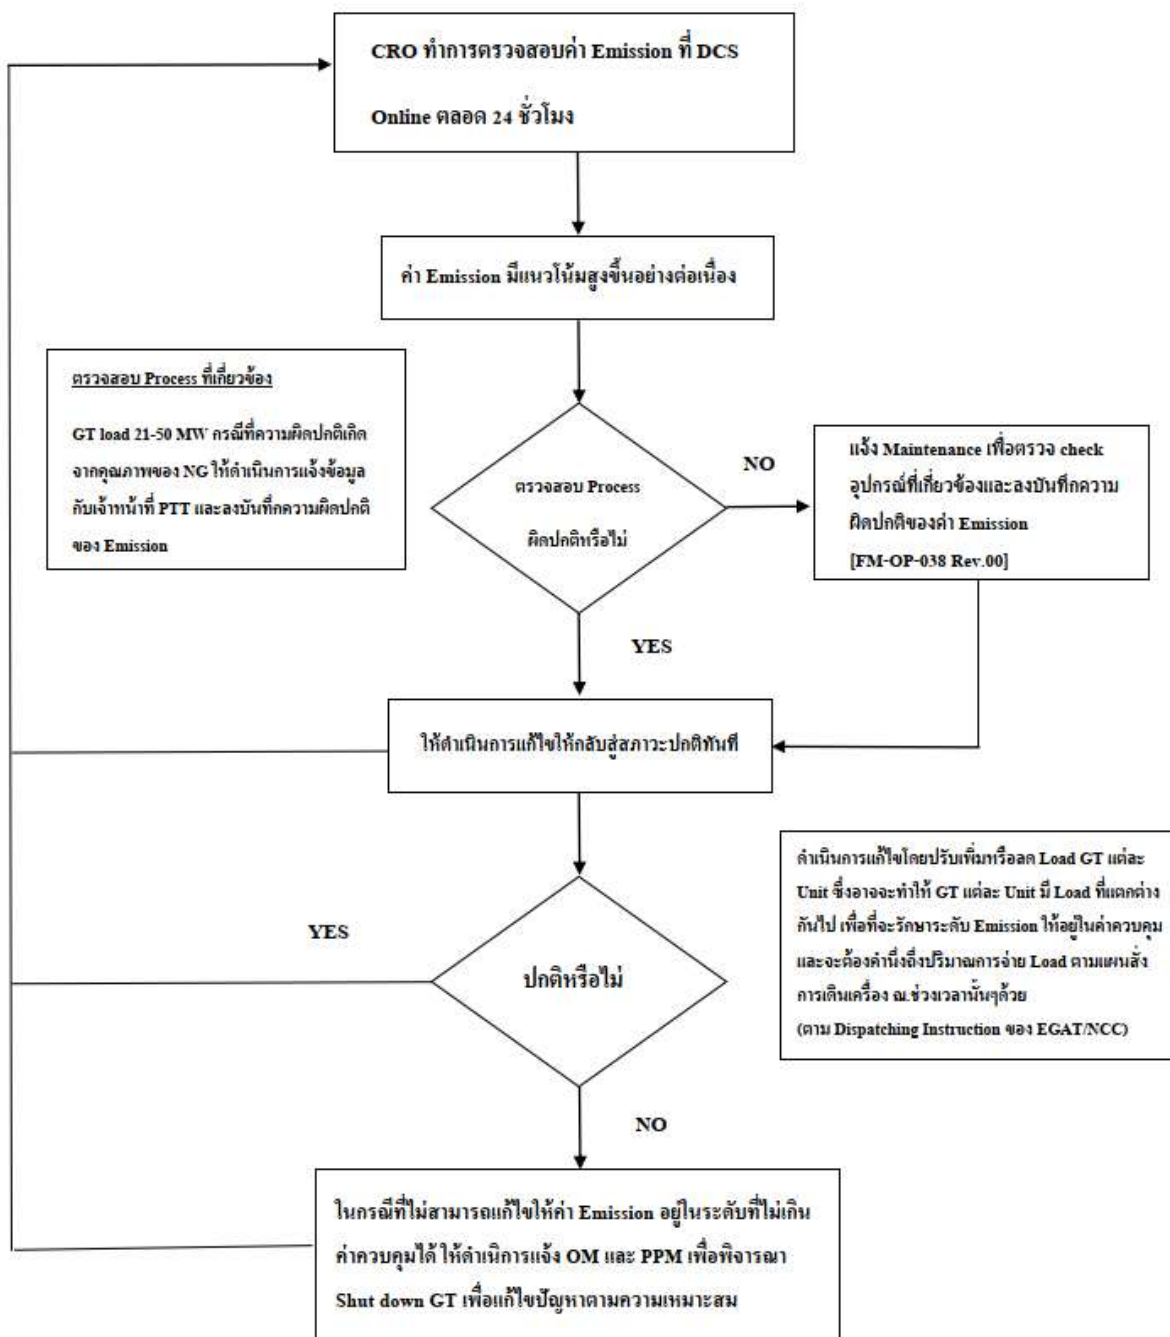 CRO ทำการตรวจสอบค่า Emission ที่ DCS
Online ตลอด 24 ชั่วโมง
ค่า Emission มีแนวโน้มสูงขึ้นอย่างต่อเนื่อง
ตรวจสอบ Process ที่เกี่ยวข้อง
GT load 21-50 MW กรณีที่ความผิดปกติเกิด
จากคุณภาพของ NG ให้ดำเนินการแจ้งข้อมูล
กับเจ้าหน้าที่ PTT และลงบันทึกความผิดปกติ
ของ Emission
ตรวจสอบ Process
ผิดปกติหรือไม่
NO
แจ้ง Maintenance เพื่อตรวจ check
อุปกรณ์ที่เกี่ยวข้องและลงบันทึกความ
ผิดปกติของค่า Emission
[FM-OP-038 Rev.00]
YES
ให้ดำเนินการแก้ไขให้กลับสู่สภาวะปกติทันที
ดำเนินการแก้ไขโดยปรับเพิ่มหรือลด Load GT แต่ละ
Unit ซึ่งอาจจะทำให้ GT แต่ละ Unit มี Load ที่แตกต่าง
กันไป เพื่อที่จะรักษาระดับ Emission ให้อยู่ในค่าควบคุม
และจะต้องคำนึงถึงปริมาณการจ่าย Load ตามแผนสั่ง
การเดินเครื่อง ณ.ช่วงเวลานั้นๆด้วย
(ตาม Dispatching Instruction ของ EGAT/NCC)
YES
ปกติหรือไม่
NO
ในกรณีที่ไม่สามารถแก้ไขให้ค่า Emission อยู่ในระดับที่ไม่เกิน
ค่าควบคุมได้ ให้ดำเนิการแจ้ง OM และ PPM เพื่อพิจารณา
Shut down GT เพื่อแก้ไขปัญหาตามความเหมาะสม